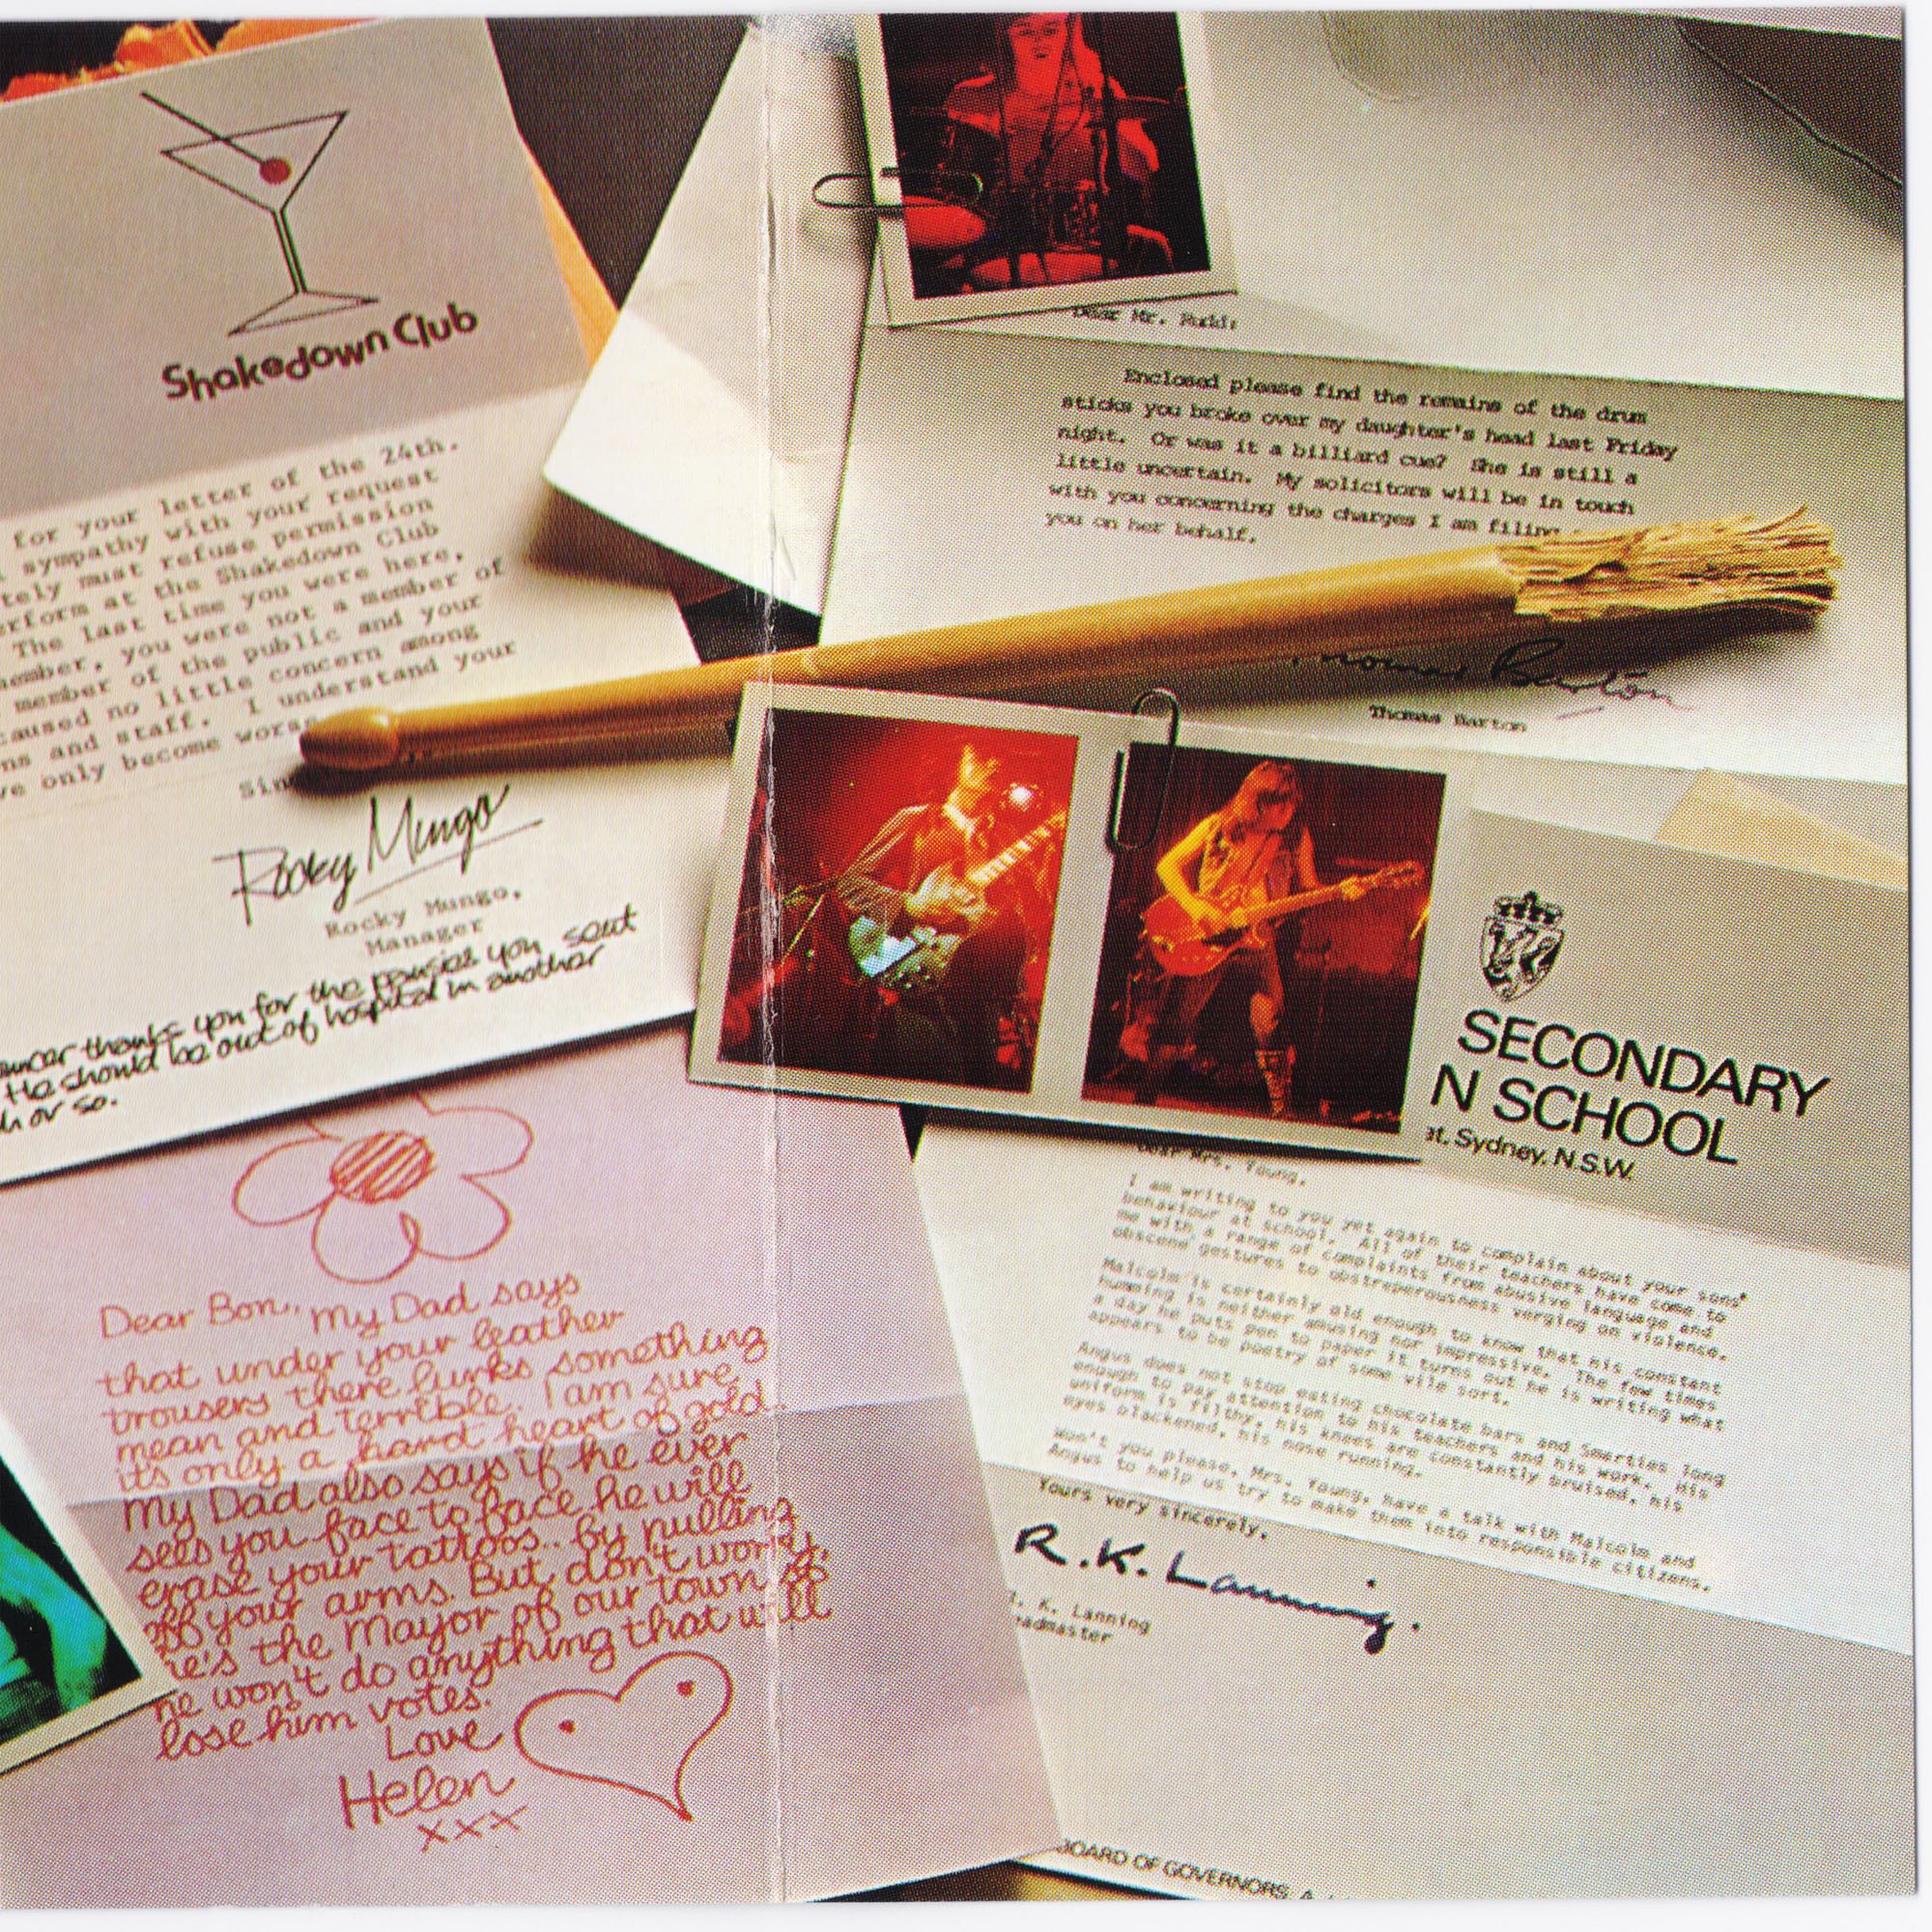 Shakedown Club
for your letter of the 24th.
sympathy with your request
tely must refuse permission
rform at the Shakedown Club
The last time you were here,
ember, you were not a member of
member of the public and your
caused no little concern among
ns and staff. I understand your
ve only become worse
Sin
Rocky Mungo
Rocky Mungo,
Manager
thanks you for the pansies you sent
He should be out of hospital in another
h or so.
Dear Mr. Rudd:
Enclosed please find the remains of the drum
sticks you broke over my daughter's head last Friday
night. Or was it a billiard cue? She is still a
little uncertain. My solicitors will be in touch
with you concerning the charges I am filing
you on her behalf.
Thomas Barton
Thomas Barton
SECONDARY
N SCHOOL
et, Sydney, N.S.W.
Dear Mrs. Young,
I am writing to you yet again to complain about your sons'
behaviour at school. All of their teachers have come to
me with a range of complaints from abusive language and
obscene gestures to obstreperousness verging on violence.
Malcolm is certainly old enough to know that his constant
humming is neither amusing nor impressive. The few times
a day he puts pen to paper it turns out he is writing what
appears to be poetry of some vile sort.
Angus does not stop eating chocolate bars and Smarties long
enough to pay attention to his teachers and his work. His
uniform is filthy, his knees are constantly bruised, his
eyes blackened, his nose running.
Won't you please, Mrs. Young, have a talk with Malcolm and
Angus to help us try to make them into responsible citizens.
Yours very sincerely,
R.K. Lanning.
. K. Lanning
eadmaster
BOARD OF GOVERNORS: A.
Dear Bon, my Dad says
that under your leather
trousers there lurks something
mean and terrible. I am sure
it's only a hard heart of gold.
My Dad also says if he ever
sees you face to face he will
erase your tattoos.. by pulling
off your arms. But don't worry,
he's the Mayor of our town so
he won't do anything that will
lose him votes.
Love
Helen
xxx